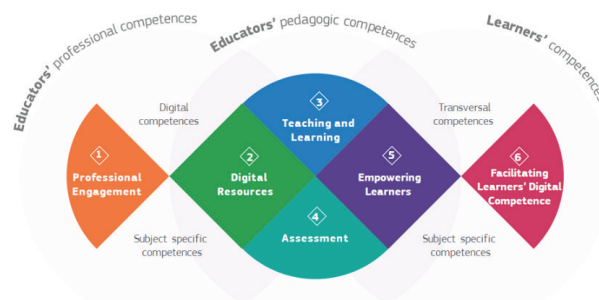 Educators' professional competences
Educators' pedagogic competences
Learners' competences
Digital
competences
Transversal
competences
1
Professional
Engagement
2
Digital
Resources
3
Teaching and
Learning
4
Assessment
5
Empowering
Learners
6
Facilitating
Learners' Digital
Competence
Subject specific
competences
Subject specific
competences